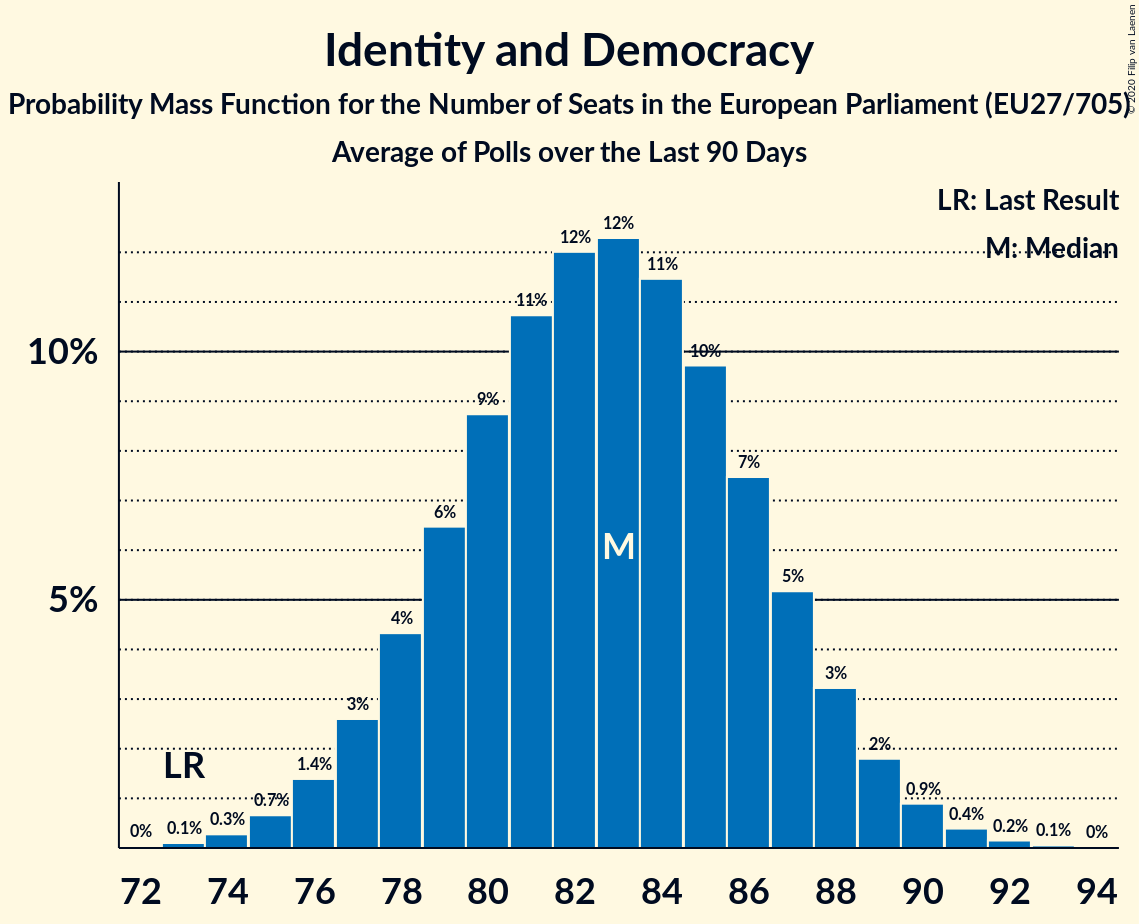 Identity and Democracy
Probability Mass Function for the Number of Seats in the European Parliament (EU27/705)
Average of Polls over the Last 90 Days
© 2020 Filip van Laenen
LR: Last Result
M: Median
10%
5%
0%
0.1%
0.3%
0.7%
1.4%
3%
4%
6%
9%
11%
12%
12%
11%
10%
7%
5%
3%
2%
0.9%
0.4%
0.2%
0.1%
0%
LR
M
72 74 76 78 80 82 84 86 88 90 92 94